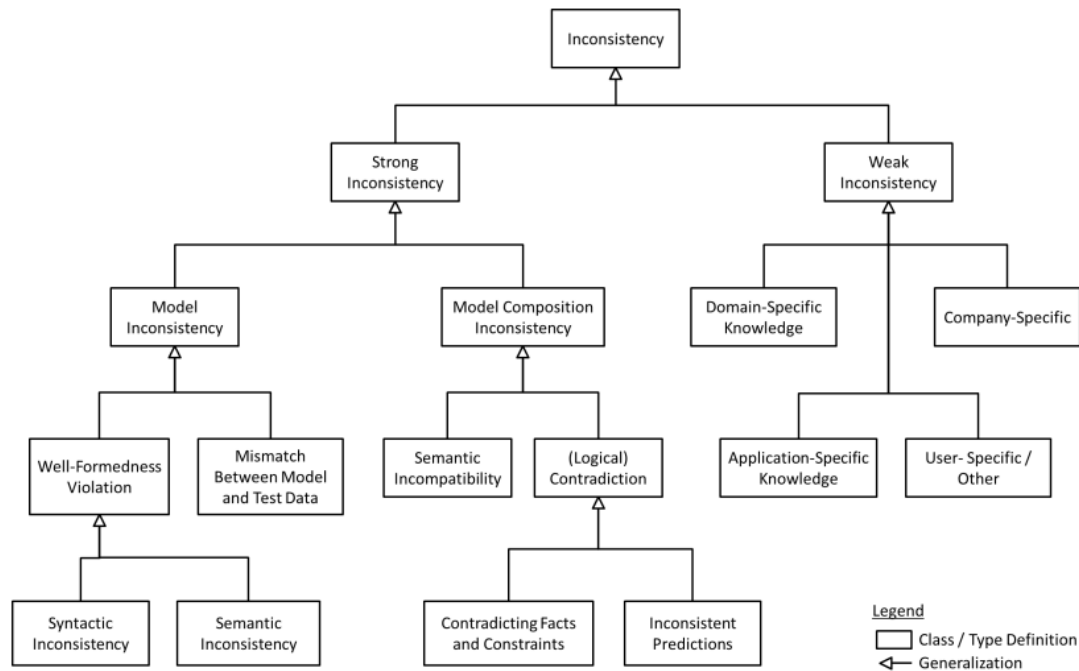 Inconsistency
Strong
Inconsistency
Weak
Inconsistency
Model
Inconsistency
Model Composition
Inconsistency
Domain-Specific
Knowledge
Company-Specific
Well-Formedness
Violation
Mismatch
Between Model
and Test Data
Semantic
Incompatibility
(Logical)
Contradiction
Application-Specific
Knowledge
User- Specific /
Other
Syntactic
Inconsistency
Semantic
Inconsistency
Contradicting Facts
and Constraints
Inconsistent
Predictions
Legend
Class / Type Definition
Generalization